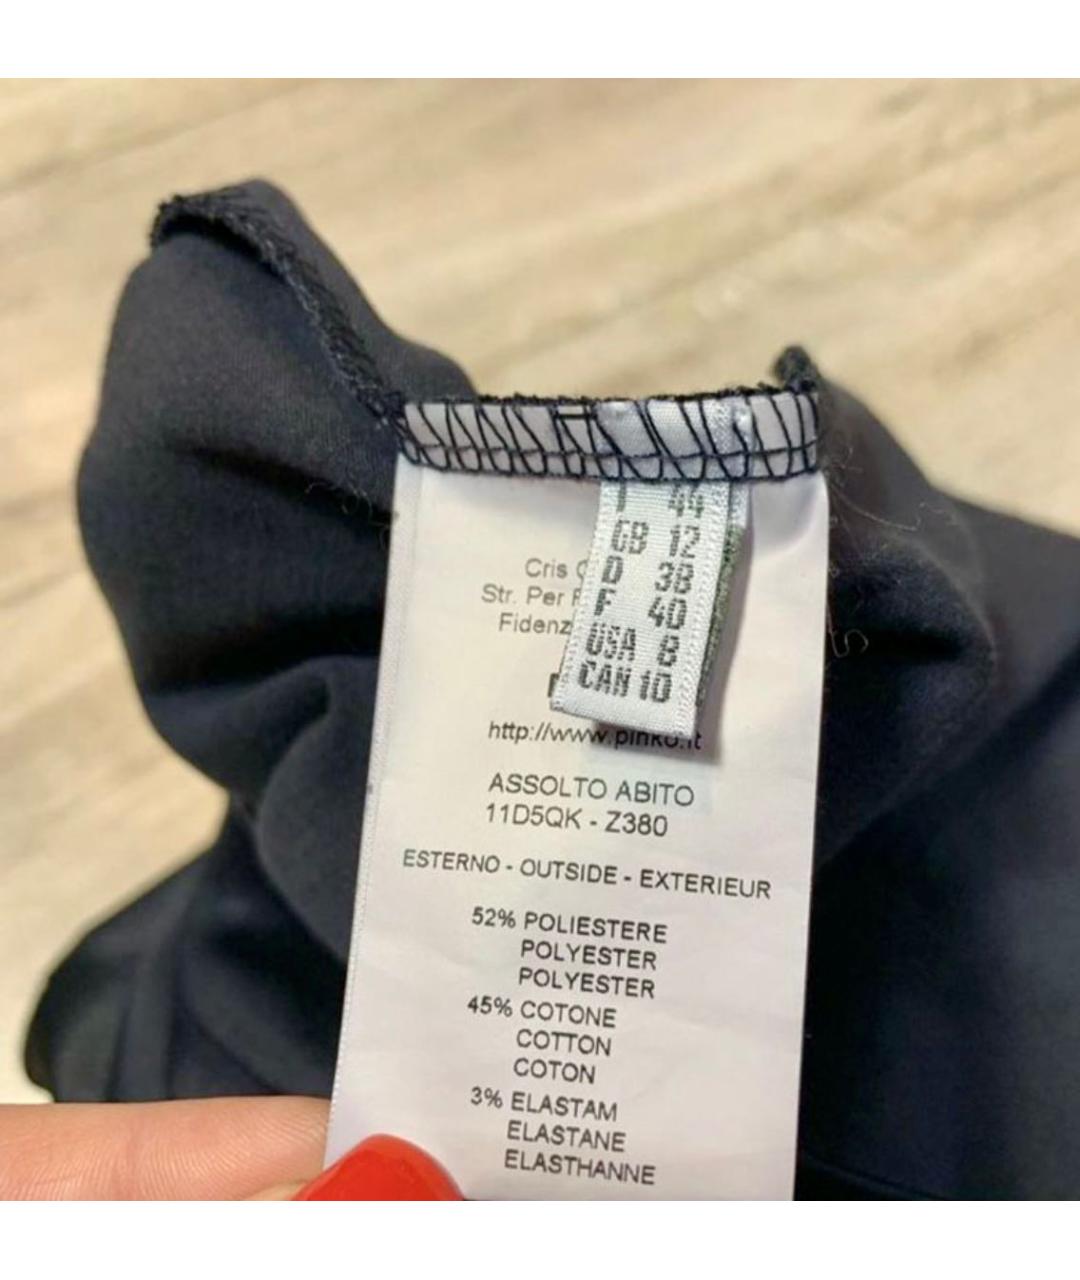 I 44
GB 12
D 38
F 40
USA 8
CAN 10
Cris
Str. Per
Fidenz
http://www.pinko.it
ASSOLTO ABITO
11D5QK - Z380
ESTERNO - OUTSIDE - EXTERIEUR
52% POLIESTERE
POLYESTER
POLYESTER
45% COTONE
COTTON
COTON
3% ELASTAM
ELASTANE
ELASTHANNE